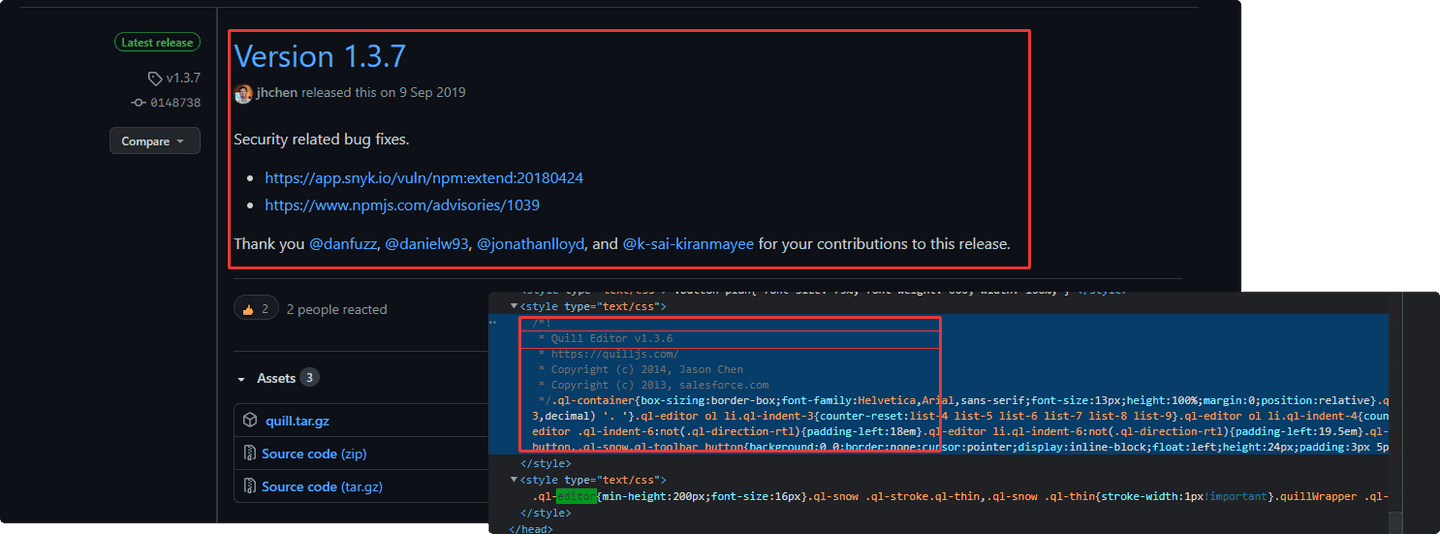 Latest release
v1.3.7
0148738
Compare
Version 1.3.7
jhchen released this on 9 Sep 2019
Security related bug fixes.
https://app.snyk.io/vuln/npm:extend:20180424
https://www.npmjs.com/advisories/1039
Thank you @danfuzz, @danielw93, @jonathanlloyd, and @k-sai-kiranmayee for your contributions to this release.
2 2 people reacted
Assets 3
quill.tar.gz
Source code (zip)
Source code (tar.gz)
<style type="text/css">
/*!
* Quill Editor v1.3.6
* https://quilljs.com/
* Copyright (c) 2014, Jason Chen
* Copyright (c) 2013, salesforce.com
*/.ql-container{box-sizing:border-box;font-family:Helvetica,Arial,sans-serif;font-size:13px;height:100%;margin:0;position:relative}.q
3,decimal) '. '}.ql-editor ol li.ql-indent-3{counter-reset:list-4 list-5 list-6 list-7 list-8 list-9}.ql-editor ol li.ql-indent-4{coun
editor .ql-indent-6:not(.ql-direction-rtl){padding-left:18em}.ql-editor li.ql-indent-6:not(.ql-direction-rtl){padding-left:19.5em}.ql-
button,.ql-snow.ql-toolbar button{background:0 0;border:none;cursor:pointer;display:inline-block;float:left;height:24px;padding:3px 5p
</style>
<style type="text/css">
.ql-editor{min-height:200px;font-size:16px}.ql-snow .ql-stroke.ql-thin,.ql-snow .ql-thin{stroke-width:1px!important}.quillWrapper .ql-
</style>
</head>